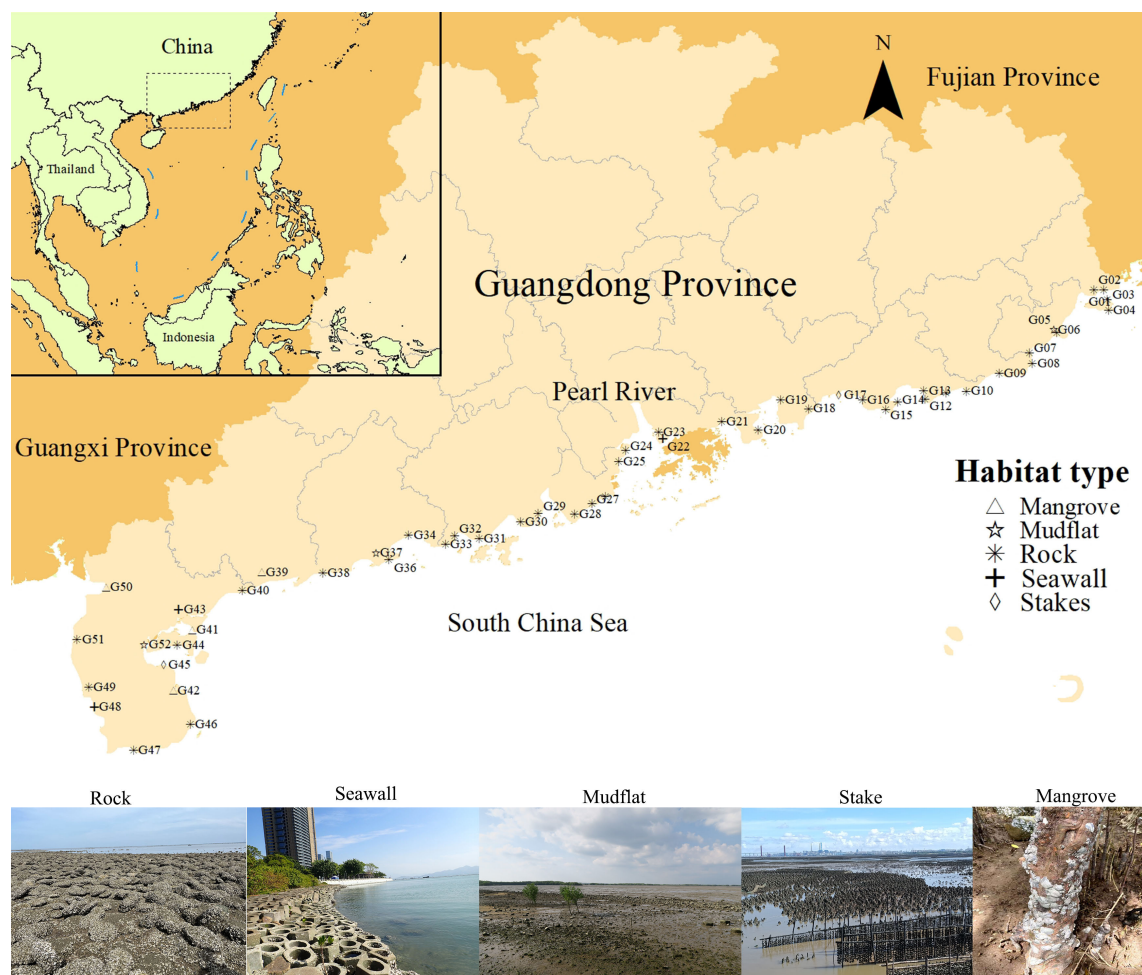 China
Thailand
Indonesia
N
Fujian Province
Guangdong Province
Pearl River
Guangxi Province
South China Sea
G02
G03
G01
G04
G05
G06
G07
G08
G09
G10
G13
G12
G14
G15
G17
G16
G19
G18
G20
G21
G23
G22
G24
G25
G27
G28
G29
G30
G32
G31
G33
G34
G37
G36
G38
G39
G40
G50
G43
G41
G51
G52
G44
G45
G49
G42
G48
G46
G47
Habitat type
Mangrove
Mudflat
Rock
Seawall
Stakes
Rock
Seawall
Mudflat
Stake
Mangrove